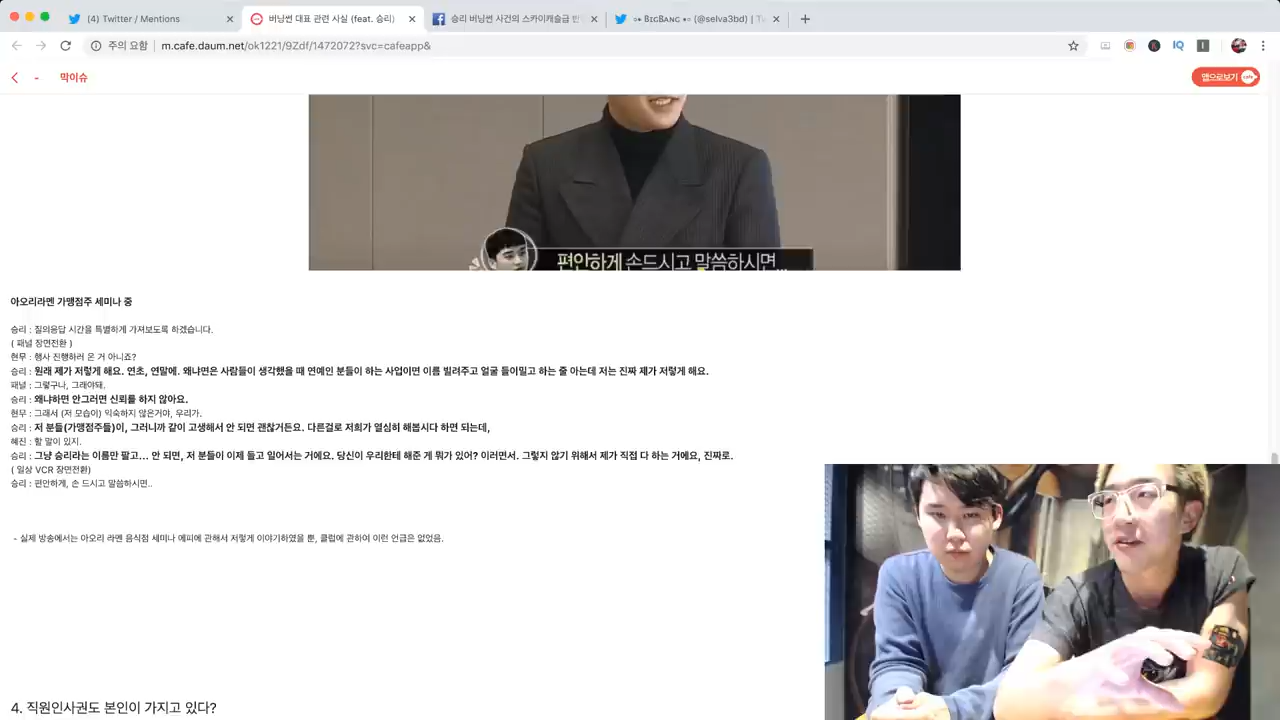 (4) Twitter / Mentions
버닝썬 대표 관련 사실 (feat. 승리)
승리 버닝썬 사건의 스카이캐슬급 반
BIGBANG (@selva3bd) | Tw
주의 요함
m.cafe.daum.net/ok1221/9Zdf/1472072?svc=cafeapp&
IQ
-
막이슈
앱으로보기
cafe
편안하게 손드시고 말씀하시면...
아오리라멘 가맹점주 세미나 중
승리 : 질의응답 시간을 특별하게 가져보도록 하겠습니다.
( 패널 장면전환 )
현무 : 행사 진행하러 온 거 아니죠?
승리 : 원래 제가 저렇게 해요. 연초, 연말에. 왜냐면은 사람들이 생각했을 때 연예인 분들이 하는 사업이면 이름 빌려주고 얼굴 들이밀고 하는 줄 아는데 저는 진짜 제가 저렇게 해요.
패널 : 그렇구나, 그래야돼.
승리 : 왜냐하면 안그러면 신뢰를 하지 않아요.
현무 : 그래서 (저 모습이) 익숙하지 않은거야, 우리가.
승리 : 저 분들(가맹점주들)이, 그러니까 같이 고생해서 안 되면 괜찮거든요. 다른걸로 저희가 열심히 해봅시다 하면 되는데,
혜진 : 할 말이 있지.
승리 : 그냥 승리라는 이름만 팔고... 안 되면, 저 분들이 이제 들고 일어서는 거에요. 당신이 우리한테 해준 게 뭐가 있어? 이러면서. 그렇지 않기 위해서 제가 직접 다 하는 거에요, 진짜로.
( 일상 VCR 장면전환)
승리 : 편안하게, 손 드시고 말씀하시면..
~ 실제 방송에서는 아오리 라멘 음식점 세미나 에피에 관해서 저렇게 이야기하였을 뿐, 클럽에 관하여 이런 언급은 없었음.
4. 직원인사권도 본인이 가지고 있다?